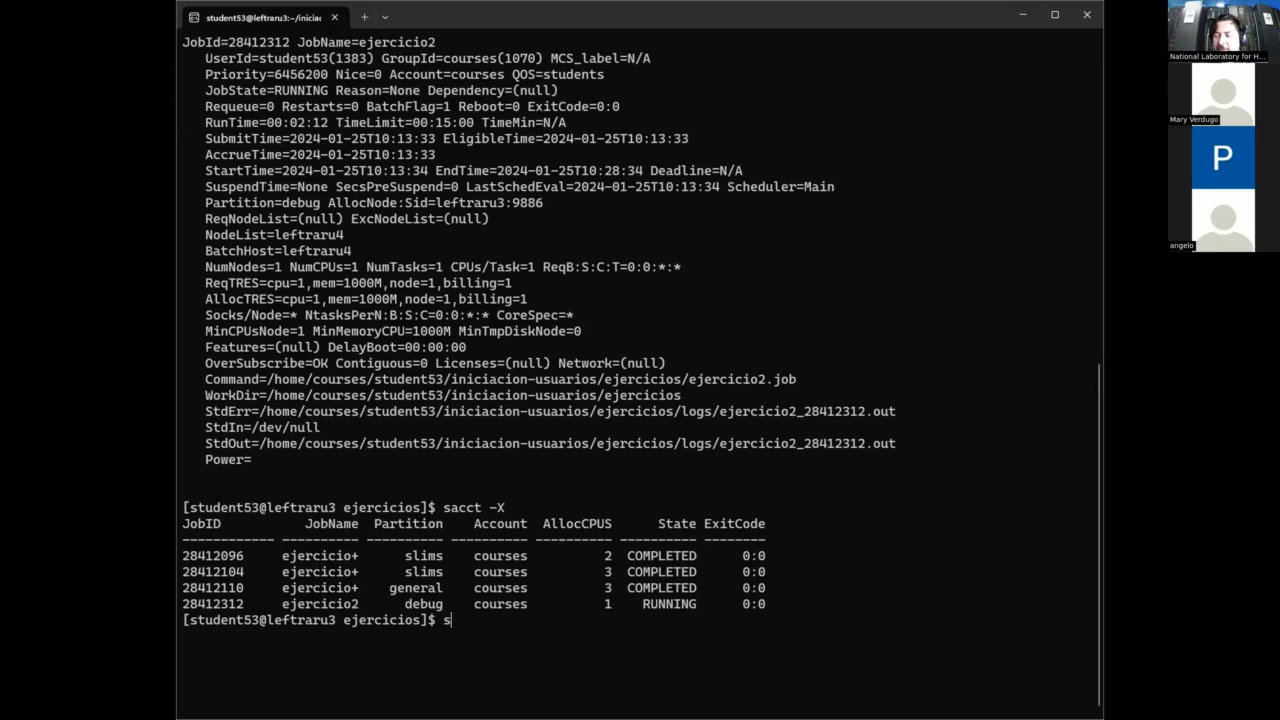 student53@leftraru3:~/iniciac
JobId=28412312 JobName=ejercicio2
UserId=student53(1383) GroupId=courses(1070) MCS_label=N/A
Priority=6456200 Nice=0 Account=courses QOS=students
JobState=RUNNING Reason=None Dependency=(null)
Requeue=0 Restarts=0 BatchFlag=1 Reboot=0 ExitCode=0:0
RunTime=00:02:12 TimeLimit=00:15:00 TimeMin=N/A
SubmitTime=2024-01-25T10:13:33 EligibleTime=2024-01-25T10:13:33
AccrueTime=2024-01-25T10:13:33
StartTime=2024-01-25T10:13:34 EndTime=2024-01-25T10:28:34 Deadline=N/A
SuspendTime=None SecsPreSuspend=0 LastSchedEval=2024-01-25T10:13:34 Scheduler=Main
Partition=debug AllocNode:Sid=leftraru3:9886
ReqNodeList=(null) ExcNodeList=(null)
NodeList=leftraru4
BatchHost=leftraru4
NumNodes=1 NumCPUs=1 NumTasks=1 CPUs/Task=1 ReqB:S:C:T=0:0:*:*
ReqTRES=cpu=1,mem=1000M,node=1,billing=1
AllocTRES=cpu=1,mem=1000M,node=1,billing=1
Socks/Node=* NtasksPerN:B:S:C=0:0:*:* CoreSpec=*
MinCPUsNode=1 MinMemoryCPU=1000M MinTmpDiskNode=0
Features=(null) DelayBoot=00:00:00
OverSubscribe=OK Contiguous=0 Licenses=(null) Network=(null)
Command=/home/courses/student53/iniciacion-usuarios/ejercicios/ejercicio2.job
WorkDir=/home/courses/student53/iniciacion-usuarios/ejercicios
StdErr=/home/courses/student53/iniciacion-usuarios/ejercicios/logs/ejercicio2_28412312.out
StdIn=/dev/null
StdOut=/home/courses/student53/iniciacion-usuarios/ejercicios/logs/ejercicio2_28412312.out
Power=
[student53@leftraru3 ejercicios]$ sacct -X
JobID JobName Partition Account AllocCPUS State ExitCode
------------ ---------- ---------- ---------- ---------- ---------- --------
28412096 ejercicio+ slims courses 2 COMPLETED 0:0
28412104 ejercicio+ slims courses 3 COMPLETED 0:0
28412110 ejercicio+ general courses 3 COMPLETED 0:0
28412312 ejercicio2 debug courses 1 RUNNING 0:0
[student53@leftraru3 ejercicios]$ s
National Laboratory for H...
Mary Verdugo
P
angelo